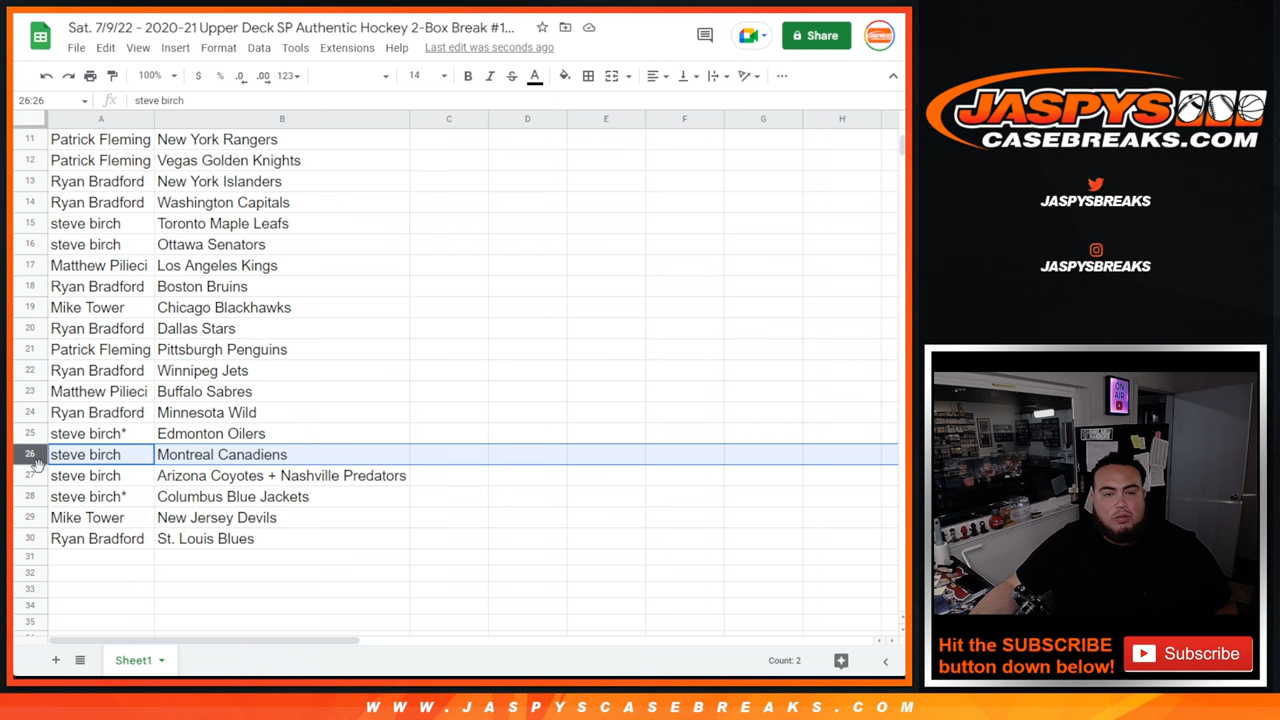 Sat. 7/9/22 - 2020-21 Upper Deck SP Authentic Hockey 2-Box Break #1...
File Edit View Insert Format Data Tools Extensions Help Last edit was seconds ago
Share
100% $ % .0 .00 123 14 B I S A
26:26 fx steve birch
A B C D E F G H
11 Patrick Fleming New York Rangers
12 Patrick Fleming Vegas Golden Knights
13 Ryan Bradford New York Islanders
14 Ryan Bradford Washington Capitals
15 steve birch Toronto Maple Leafs
16 steve birch Ottawa Senators
17 Matthew Pilieci Los Angeles Kings
18 Ryan Bradford Boston Bruins
19 Mike Tower Chicago Blackhawks
20 Ryan Bradford Dallas Stars
21 Patrick Fleming Pittsburgh Penguins
22 Ryan Bradford Winnipeg Jets
23 Matthew Pilieci Buffalo Sabres
24 Ryan Bradford Minnesota Wild
25 steve birch* Edmonton Oilers
26 steve birch Montreal Canadiens
27 steve birch Arizona Coyotes + Nashville Predators
28 steve birch* Columbus Blue Jackets
29 Mike Tower New Jersey Devils
30 Ryan Bradford St. Louis Blues
31
32
33
34
35
Sheet1
Count: 2
JASPYS
CASEBREAKS.COM
JASPYSBREAKS
JASPYSBREAKS
ON AIR
Hit the SUBSCRIBE
button down below!
Subscribe
WWW.JASPYSCASEBREAKS.COM